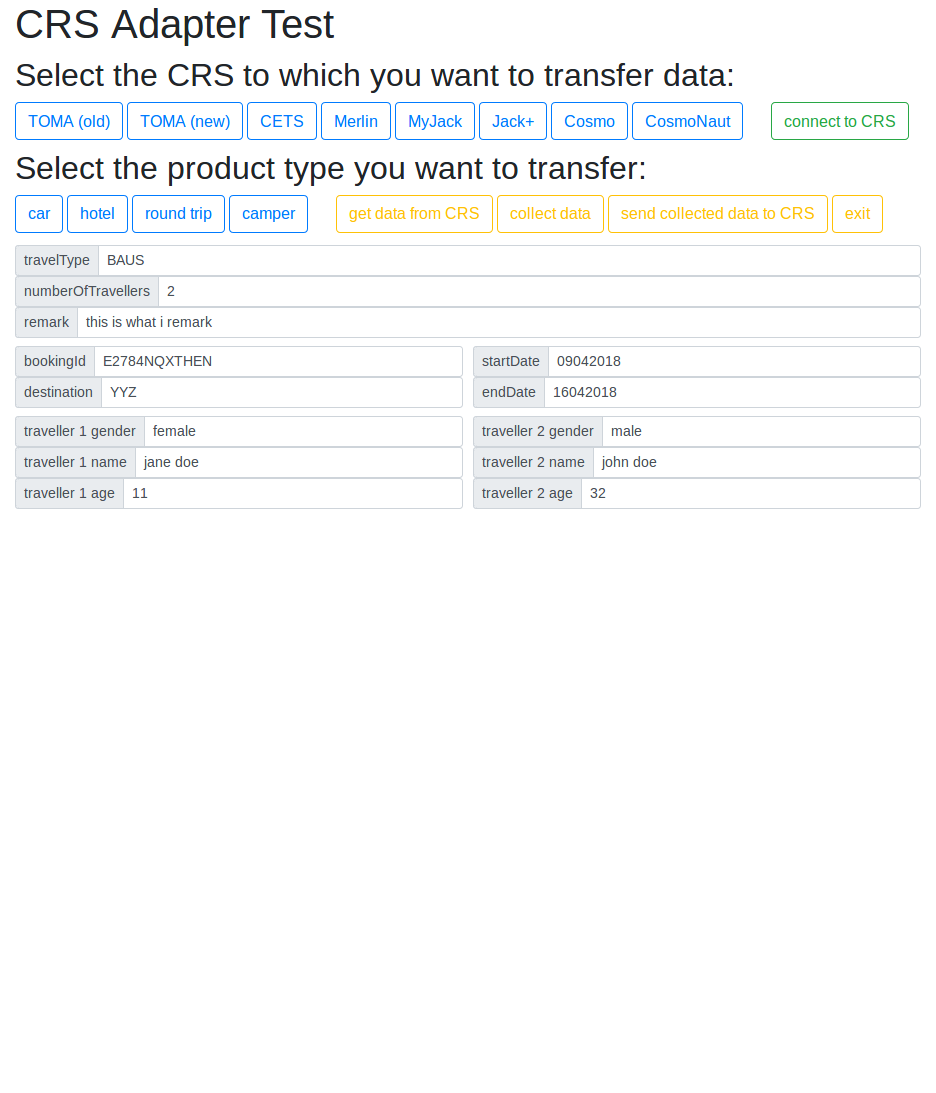 CRS Adapter Test
Select the CRS to which you want to transfer data:
TOMA (old) TOMA (new) CETS Merlin MyJack Jack+ Cosmo CosmoNaut connect to CRS
Select the product type you want to transfer:
car hotel round trip camper get data from CRS collect data send collected data to CRS exit
travelType BAUS
numberOfTravellers 2
remark this is what i remark
bookingId E2784NQXTHEN startDate 09042018
destination YYZ endDate 16042018
traveller 1 gender female traveller 2 gender male
traveller 1 name jane doe traveller 2 name john doe
traveller 1 age 11 traveller 2 age 32